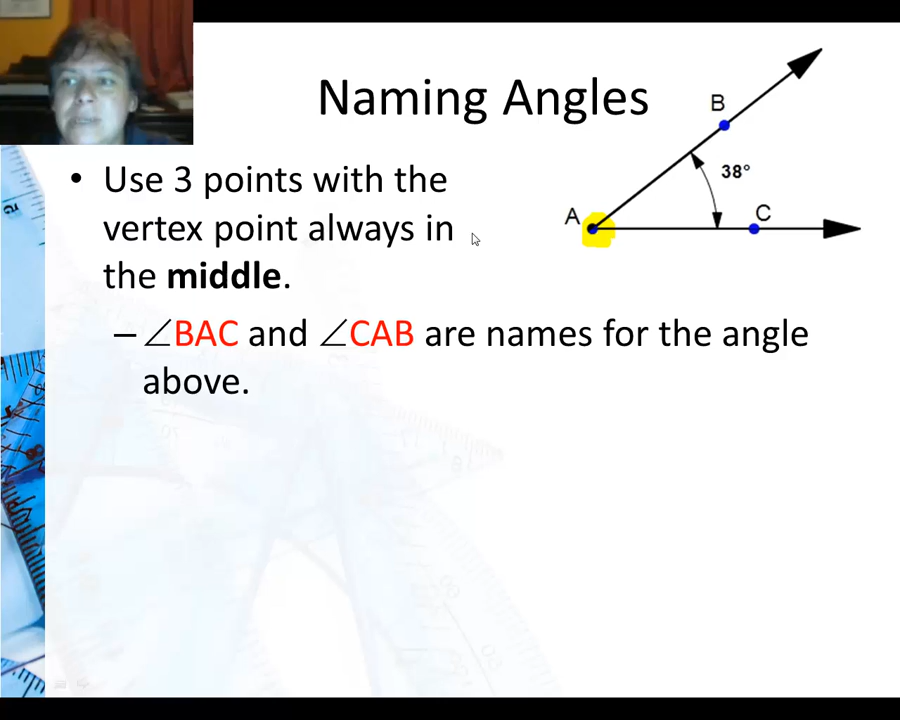 Naming Angles
B
38°
A
C
• Use 3 points with the
vertex point always in
the middle.
– ∠BAC and ∠CAB are names for the angle
above.